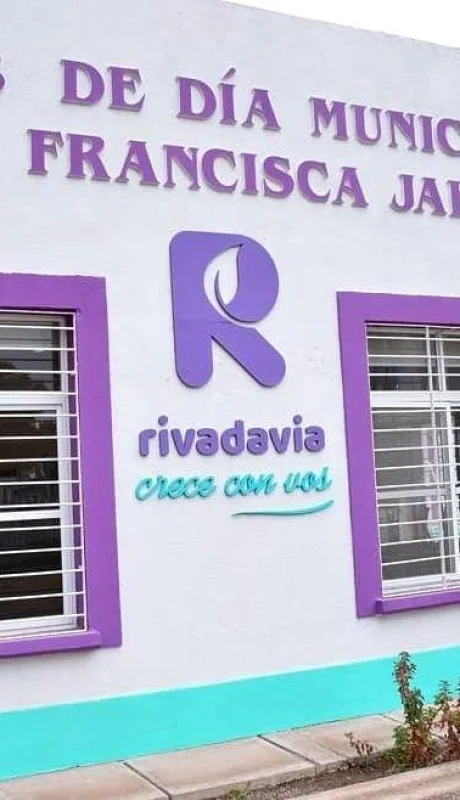 DE DÍA MUNIC
FRANCISCA JA
rivadavia
crece con vos